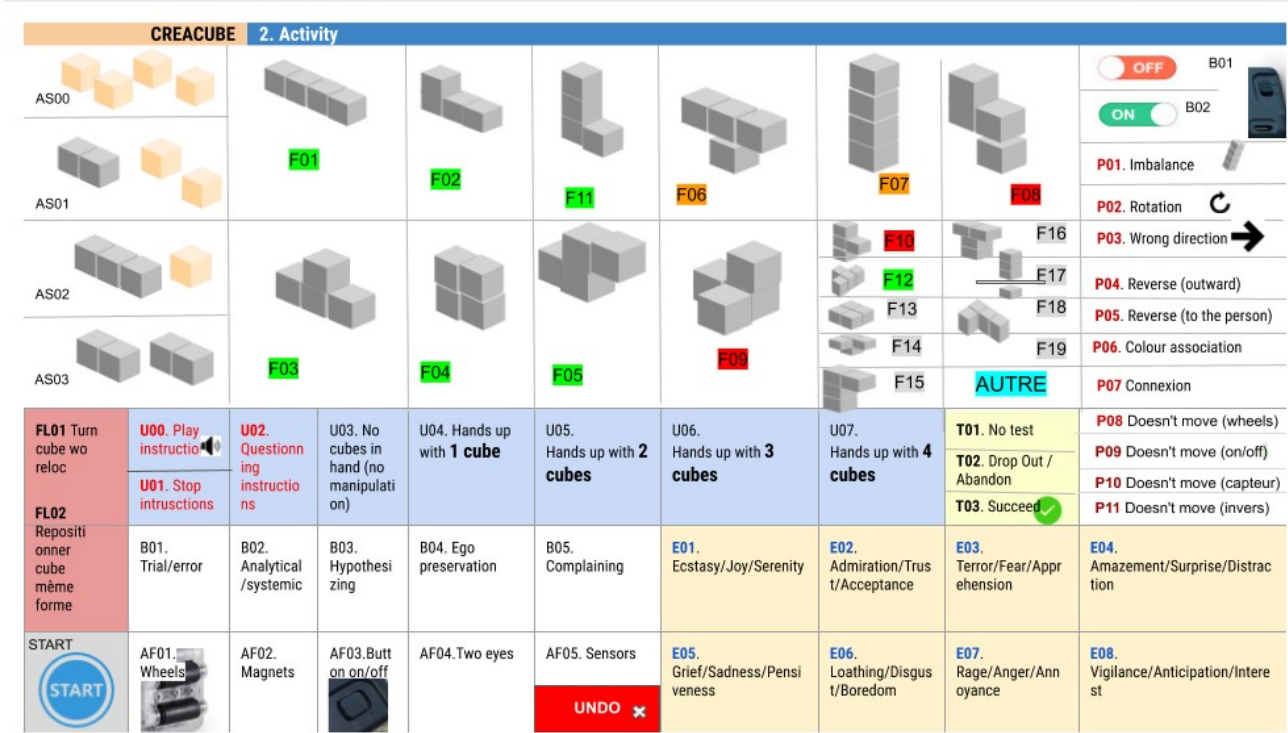 CREACUBE 2. Activity
AS00
F01
F02
F11
F06
F07
F08
OFF B01
ON B02
P01. Imbalance
AS01
P02. Rotation
AS02
F03
F04
F05
F09
F10
F16
P03. Wrong direction
F12
F17
P04. Reverse (outward)
F13
F18
P05. Reverse (to the person)
F14
F19
P06. Colour association
AS03
F15
AUTRE
P07 Connexion
FL01 Turn
cube wo
reloc
FL02
Repositi
onner
cube
même
forme
U00. Play
instructio
U01. Stop
intrusctions
U02.
Questionn
ing
instructio
ns
U03. No
cubes in
hand (no
manipulati
on)
U04. Hands up
with 1 cube
U05.
Hands up with 2
cubes
U06.
Hands up with 3
cubes
U07.
Hands up with 4
cubes
T01. No test
T02. Drop Out /
Abandon
T03. Succeed
P08 Doesn't move (wheels)
P09 Doesn't move (on/off)
P10 Doesn't move (capteur)
P11 Doesn't move (invers)
B01.
Trial/error
B02.
Analytical
/systemic
B03.
Hypothesi
zing
B04. Ego
preservation
B05.
Complaining
E01.
Ecstasy/Joy/Serenity
E02.
Admiration/Trus
t/Acceptance
E03.
Terror/Fear/Appr
ehension
E04.
Amazement/Surprise/Distrac
tion
START
START
AF01.
Wheels
AF02.
Magnets
AF03.Butt
on on/off
AF04.Two eyes
AF05. Sensors
UNDO
E05.
Grief/Sadness/Pensi
veness
E06.
Loathing/Disgus
t/Boredom
E07.
Rage/Anger/Ann
oyance
E08.
Vigilance/Anticipation/Intere
st